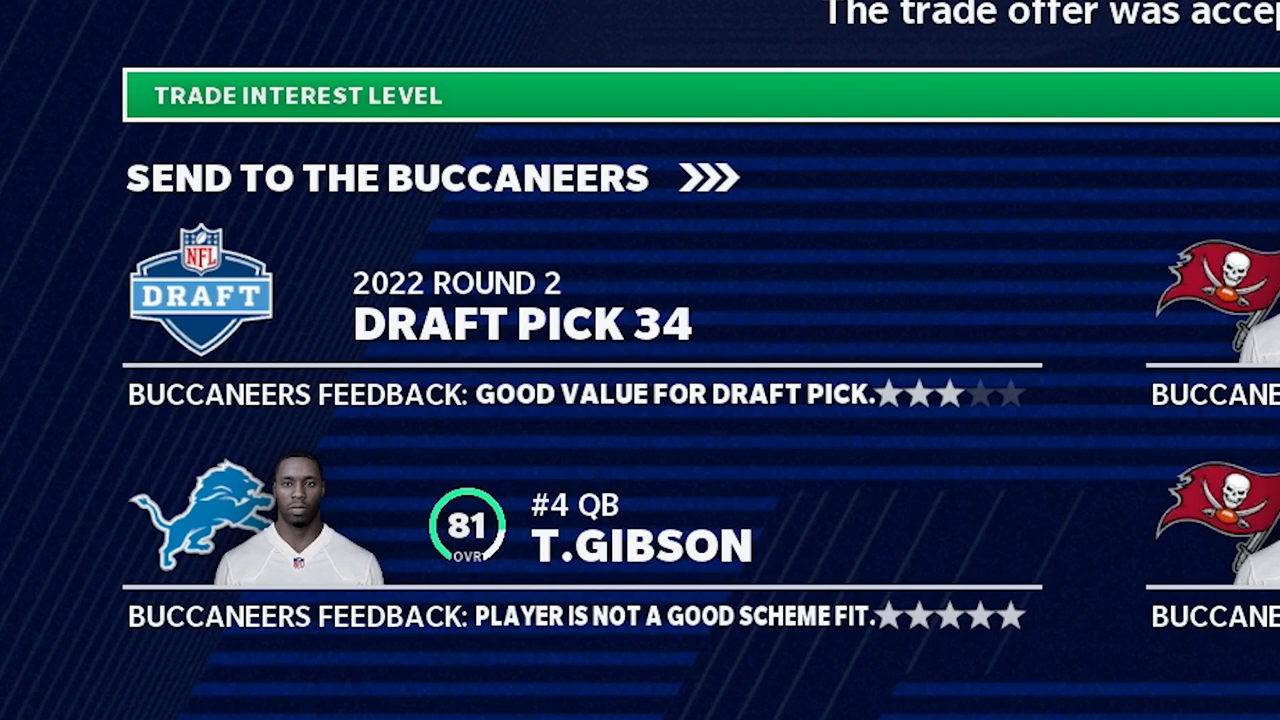 The trade offer was accep
TRADE INTEREST LEVEL
SEND TO THE BUCCANEERS
NFL
DRAFT
2022 ROUND 2
DRAFT PICK 34
BUCCANEERS FEEDBACK: GOOD VALUE FOR DRAFT PICK.
BUCCANE
81
OVR
#4 QB
T.GIBSON
BUCCANEERS FEEDBACK: PLAYER IS NOT A GOOD SCHEME FIT.
BUCCANE